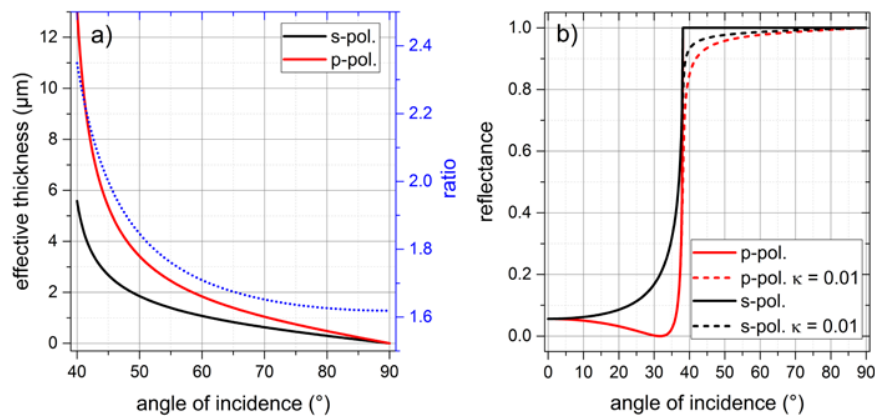 a)
s-pol.
p-pol.
12
10
8
6
4
2
0
effective thickness (µm)
2.4
2.2
2.0
1.8
1.6
ratio
40 50 60 70 80 90
angle of incidence (°)
b)
1.0
0.8
0.6
0.4
0.2
0.0
reflectance
p-pol.
p-pol. κ = 0.01
s-pol.
s-pol. κ = 0.01
0 10 20 30 40 50 60 70 80 90
angle of incidence (°)